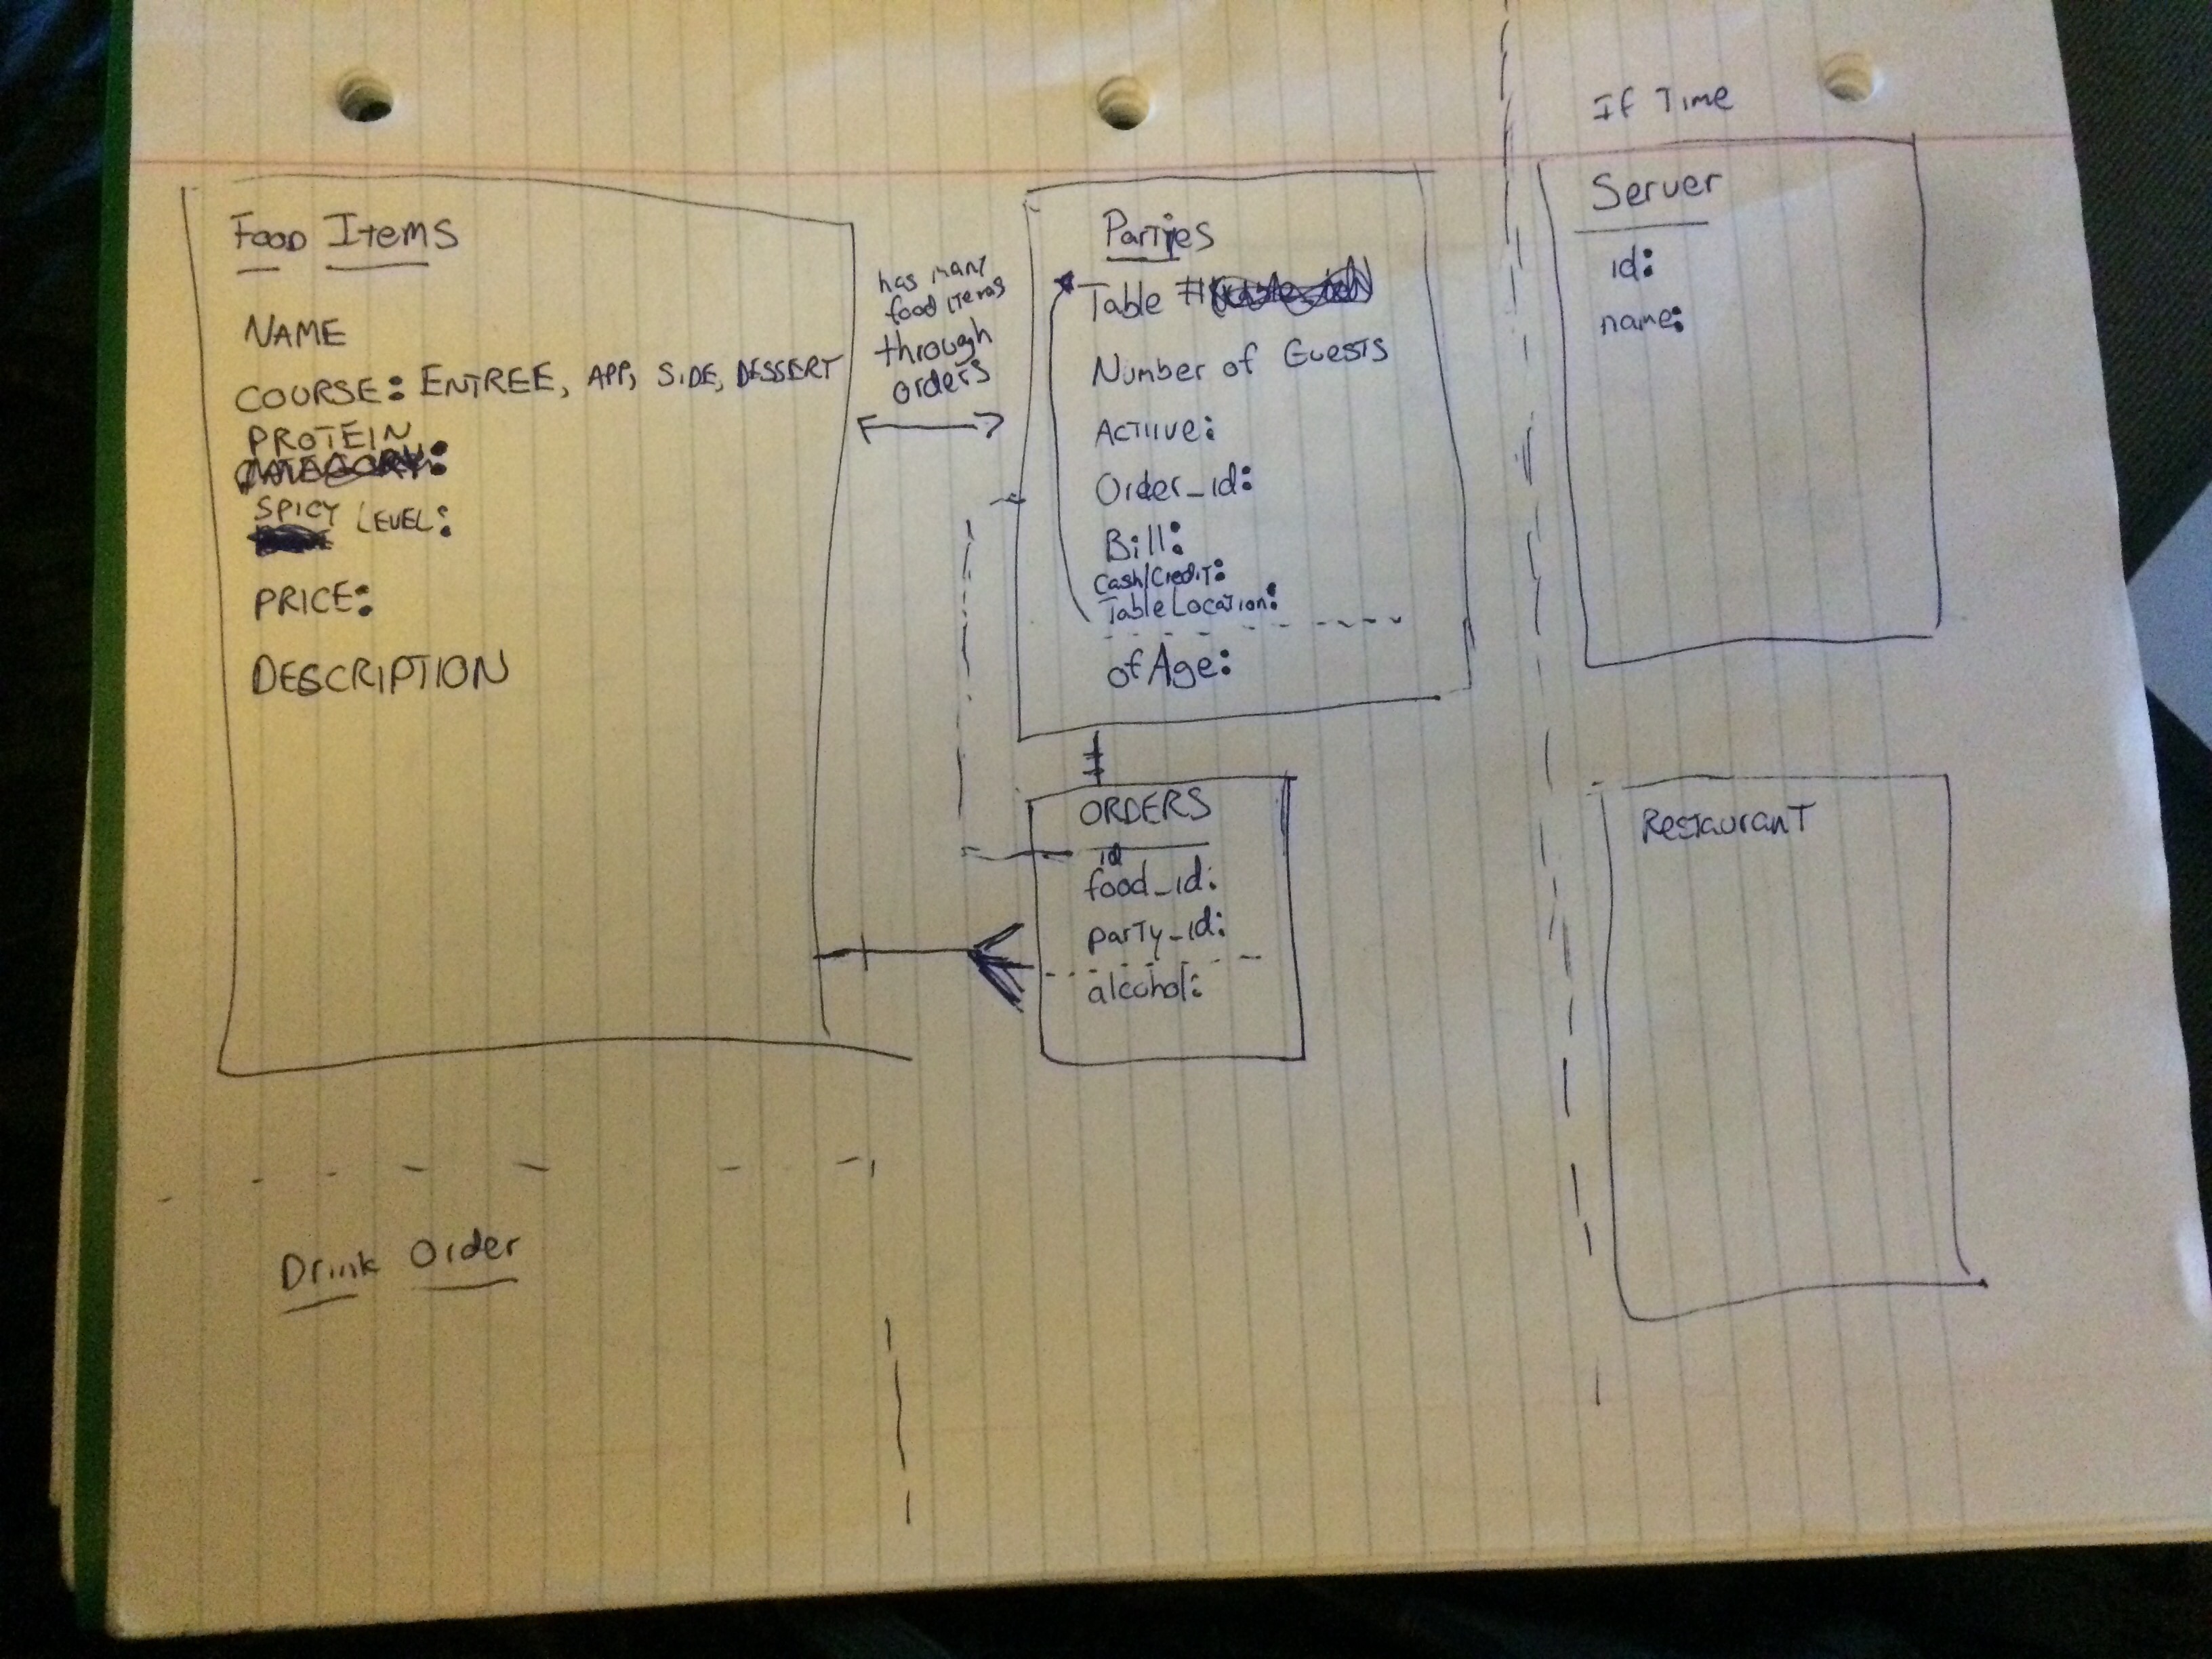 Food Items
NAME
COURSE: ENTREE, APP, SIDE, DESSERT
PROTEIN
CATEGORY:
SPICY LEVEL:
PRICE:
DESCRIPTION
has many
food items
through
orders
Parties
Table #
Number of Guests
Active:
Order_id:
Bill:
Cash/Credit:
Table Location:
of Age:
ORDERS
id
food_id:
party_id:
alcohol:
If Time
Server
id:
name:
Restaurant
Drink Order